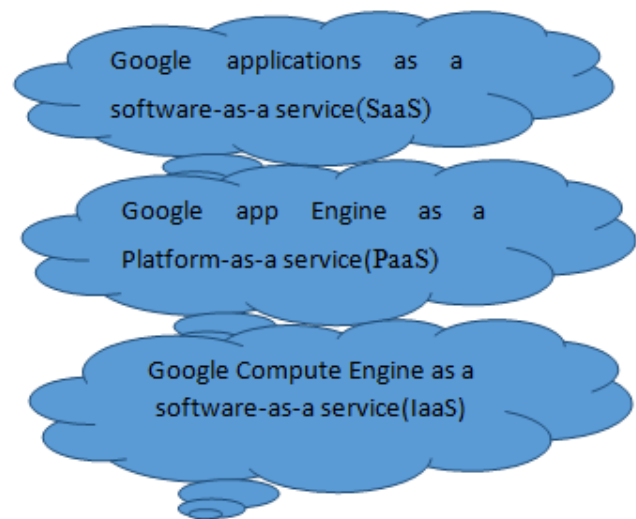 Google applications as a
software-as-a service(SaaS)
Google app Engine as a
Platform-as-a service(PaaS)
Google Compute Engine as a
software-as-a service(IaaS)